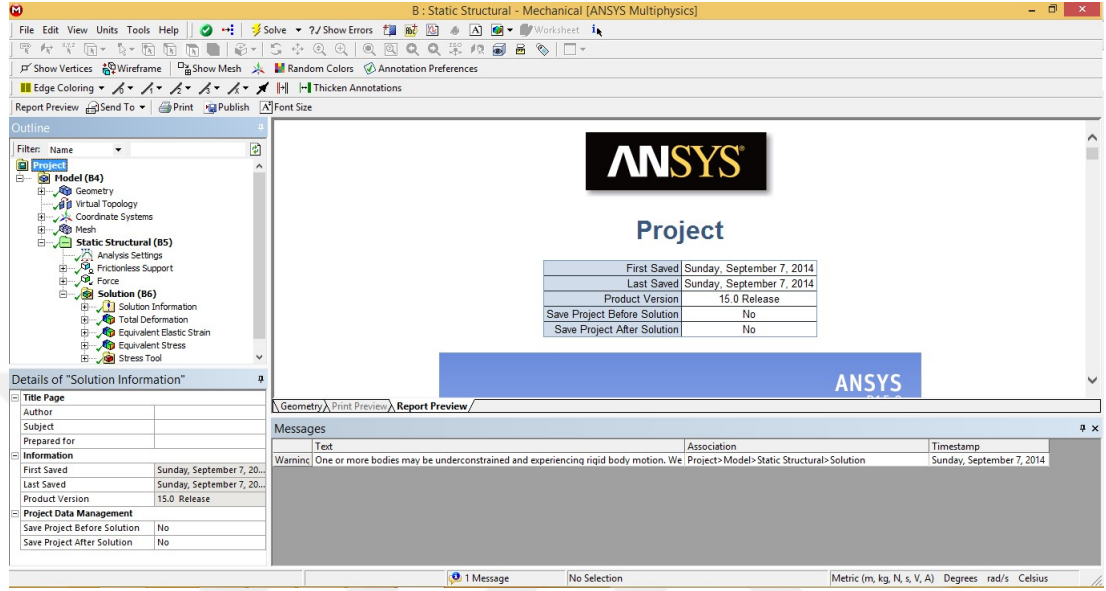 B : Static Structural - Mechanical [ANSYS Multiphysics]
File Edit View Units Tools Help Solve ?/ Show Errors Worksheet
Show Vertices Wireframe Show Mesh Random Colors Annotation Preferences
Edge Coloring Thicken Annotations
Report Preview Send To Print Publish Font Size
Outline
Filter: Name
Project
Model (B4)
Geometry
Virtual Topology
Coordinate Systems
Mesh
Static Structural (B5)
Analysis Settings
Frictionless Support
Force
Solution (B6)
Solution Information
Total Deformation
Equivalent Elastic Strain
Equivalent Stress
Stress Tool
Details of "Solution Information"
Title Page
Author
Subject
Prepared for
Information
First Saved Sunday, September 7, 20...
Last Saved Sunday, September 7, 20...
Product Version 15.0 Release
Project Data Management
Save Project Before Solution No
Save Project After Solution No
ANSYS
Project
First Saved Sunday, September 7, 2014
Last Saved Sunday, September 7, 2014
Product Version 15.0 Release
Save Project Before Solution No
Save Project After Solution No
ANSYS
Geometry Print Preview Report Preview
Messages
Text Association Timestamp
Warning One or more bodies may be underconstrained and experiencing rigid body motion. We Project>Model>Static Structural>Solution Sunday, September 7, 2014
1 Message No Selection Metric (m, kg, N, s, V, A) Degrees rad/s Celsius